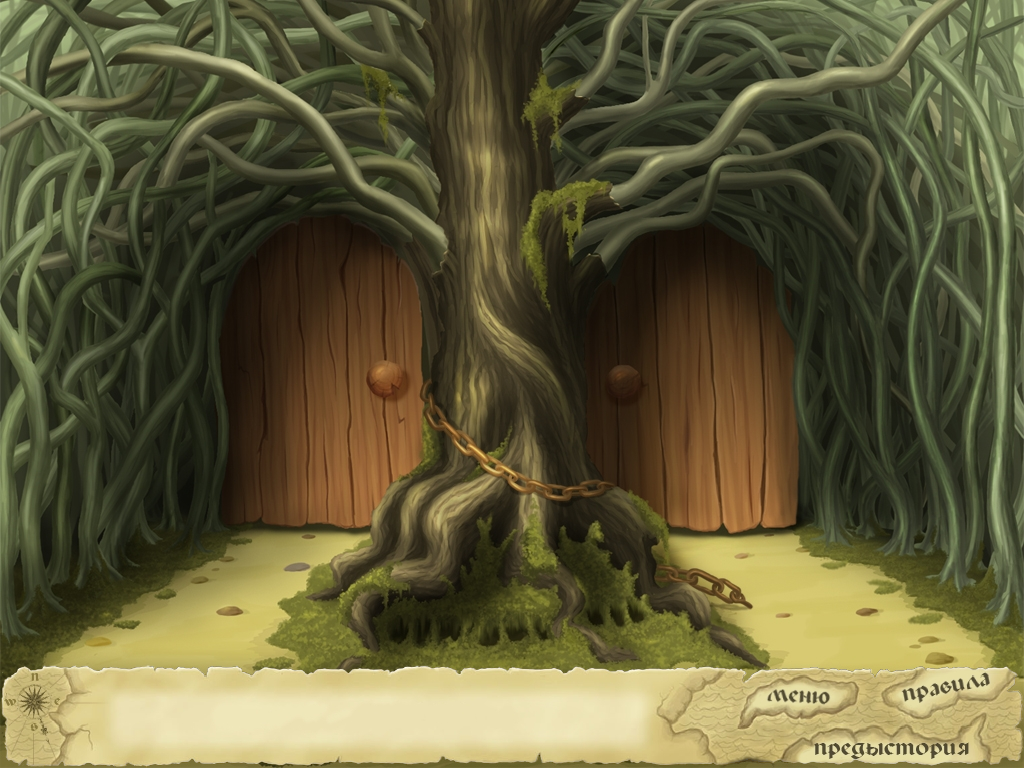 n
w e
s
меню
правила
предыстория